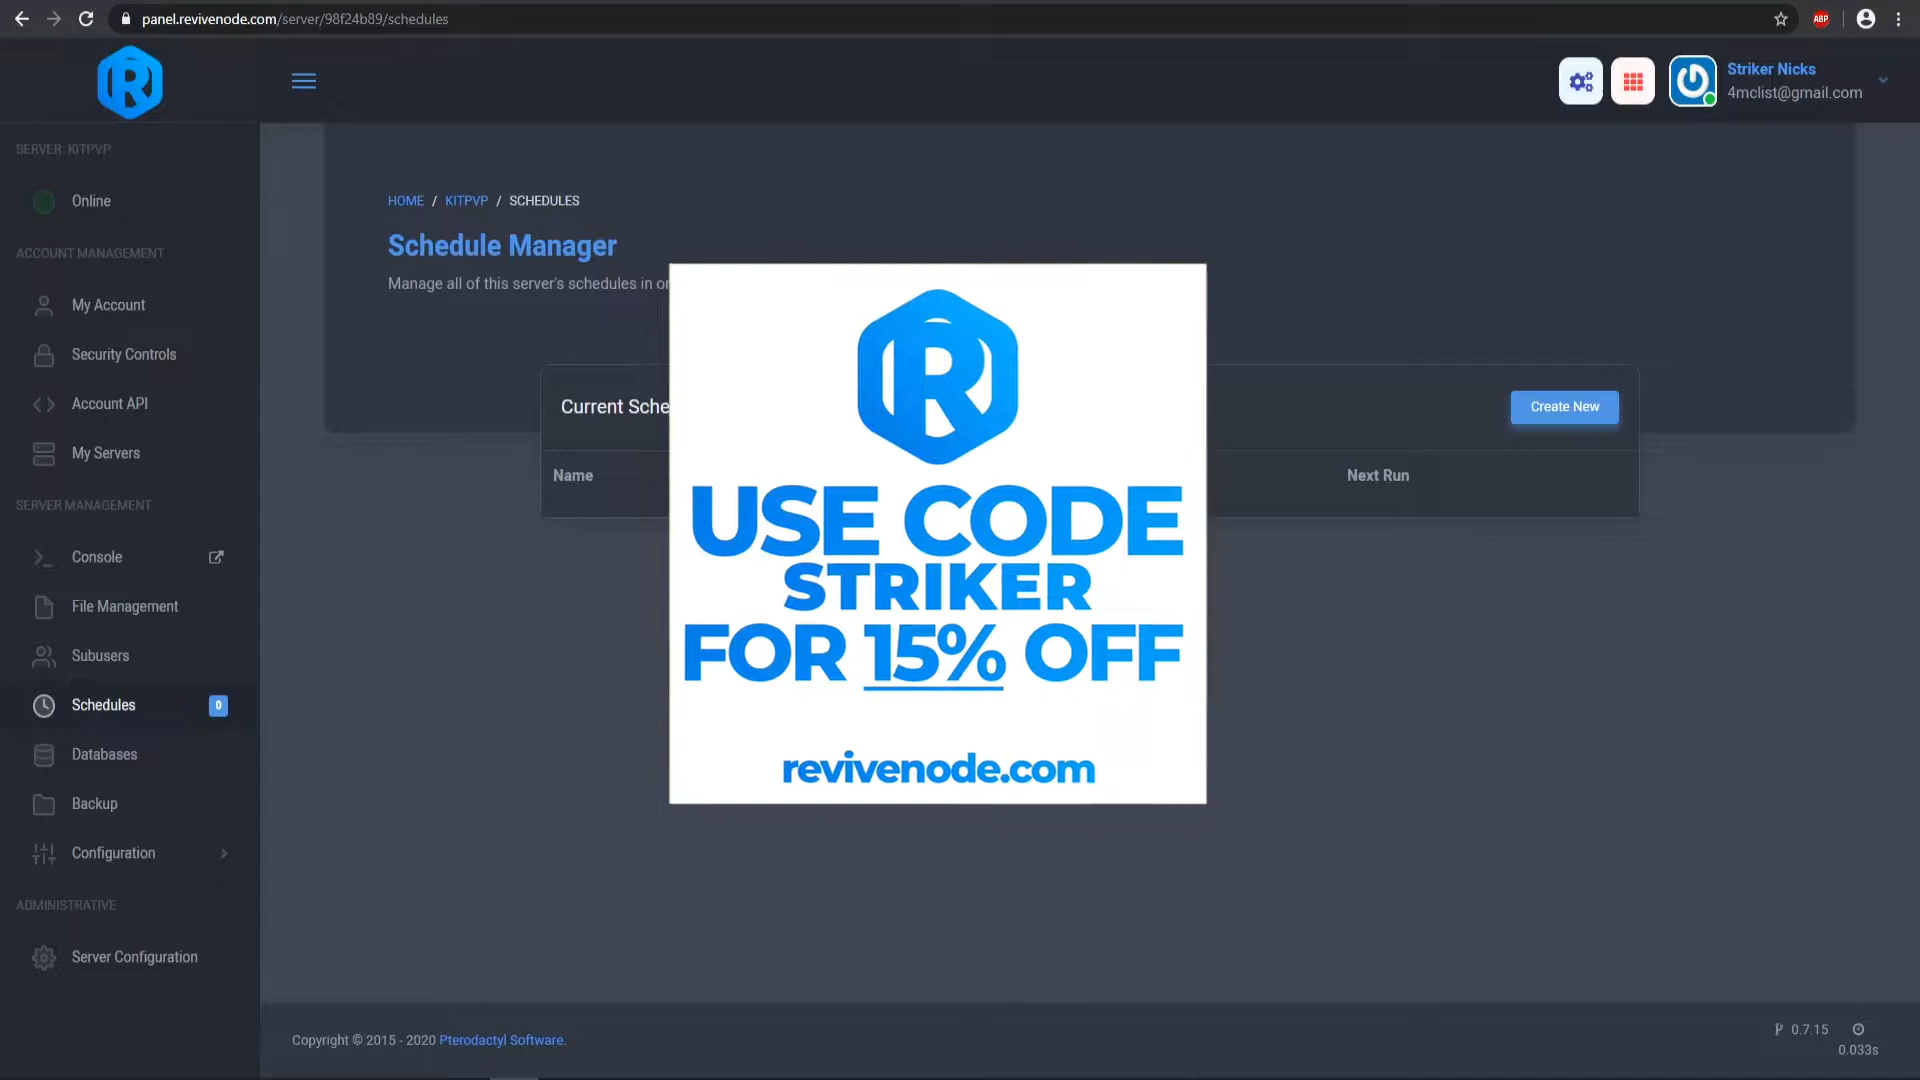 panel.revivenode.com/server/98f24b89/schedules
ABP
R
Striker Nicks
4mclist@gmail.com
SERVER: KITPVP
Online
ACCOUNT MANAGEMENT
My Account
Security Controls
Account API
My Servers
SERVER MANAGEMENT
Console
File Management
Subusers
Schedules 0
Databases
Backup
Configuration
ADMINISTRATIVE
Server Configuration
HOME / KITPVP / SCHEDULES
Schedule Manager
Manage all of this server's schedules in
Current Sche
Create New
Name
Next Run
R
USE CODE
STRIKER
FOR 15% OFF
revivenode.com
Copyright © 2015 - 2020 Pterodactyl Software.
0.7.15
0.033s